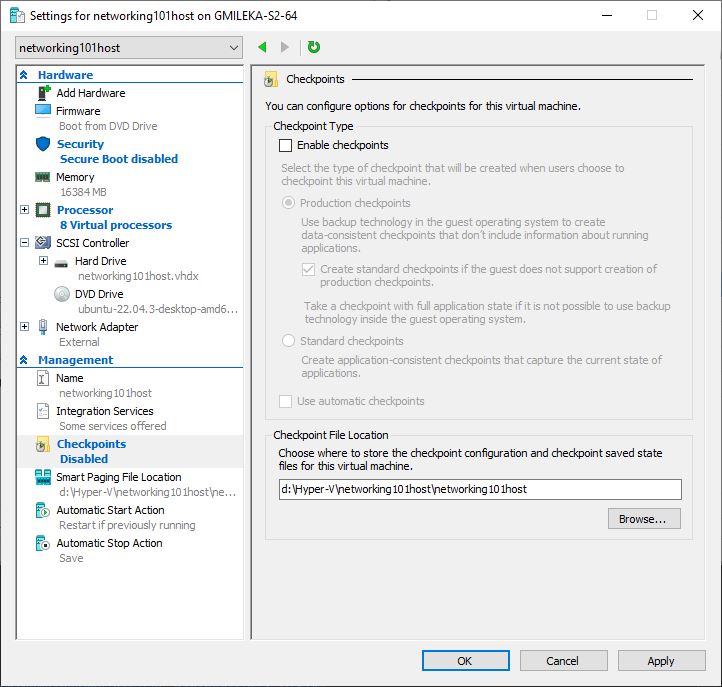 Settings for networking101host on GMILEKA-S2-64
networking101host
Hardware
Add Hardware
Firmware
Boot from DVD Drive
Security
Secure Boot disabled
Memory
16384 MB
Processor
8 Virtual processors
SCSI Controller
Hard Drive
networking101host.vhdx
DVD Drive
ubuntu-22.04.3-desktop-amd6...
Network Adapter
External
Management
Name
networking101host
Integration Services
Some services offered
Checkpoints
Disabled
Smart Paging File Location
d:\Hyper-V\networking101host\ne...
Automatic Start Action
Restart if previously running
Automatic Stop Action
Save
Checkpoints
You can configure options for checkpoints for this virtual machine.
Checkpoint Type
Enable checkpoints
Select the type of checkpoint that will be created when users choose to
checkpoint this virtual machine.
Production checkpoints
Use backup technology in the guest operating system to create
data-consistent checkpoints that don't include information about running
applications.
Create standard checkpoints if the guest does not support creation of
production checkpoints.
Take a checkpoint with full application state if it is not possible to use backup
technology inside the guest operating system.
Standard checkpoints
Create application-consistent checkpoints that capture the current state of
applications.
Use automatic checkpoints
Checkpoint File Location
Choose where to store the checkpoint configuration and checkpoint saved state
files for this virtual machine.
d:\Hyper-V\networking101host\networking101host
Browse...
OK
Cancel
Apply